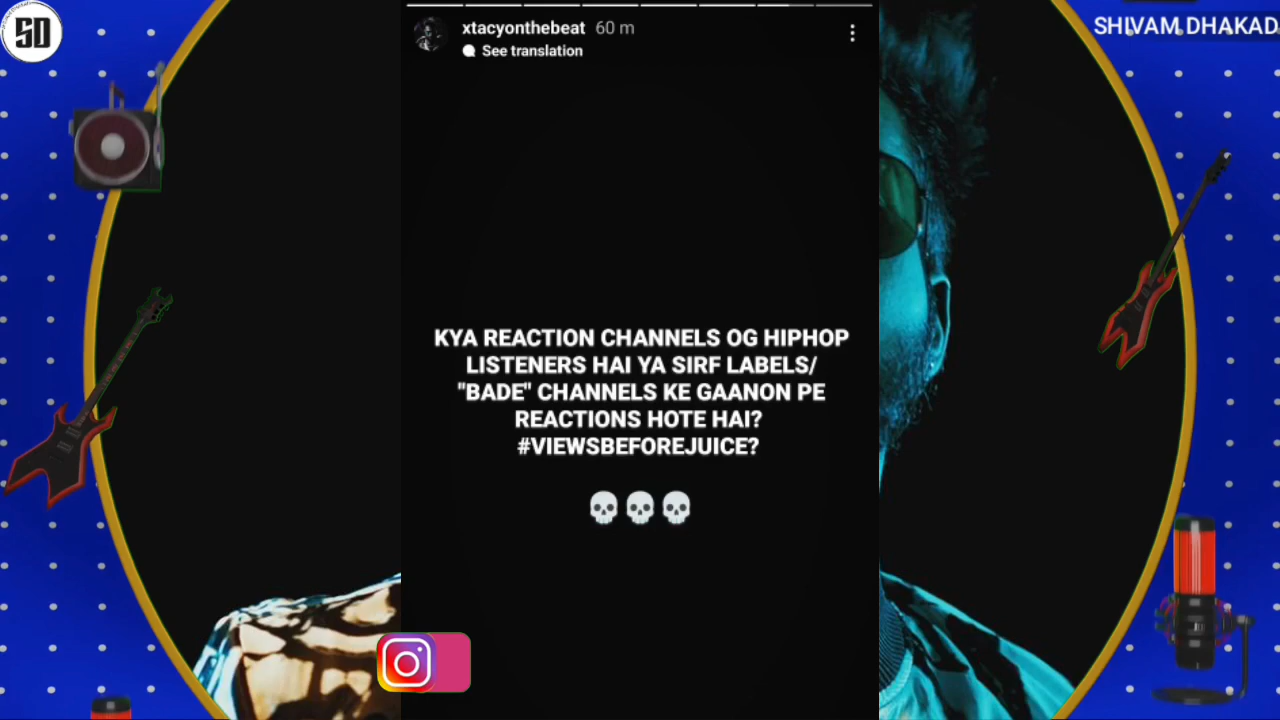 SD
SHIVAM.DHAKAD
xtacyonthebeat 60 m
See translation
KYA REACTION CHANNELS OG HIPHOP
LISTENERS HAI YA SIRF LABELS/
"BADE" CHANNELS KE GAANON PE
REACTIONS HOTE HAI?
#VIEWSBEFOREJUICE?
💀💀💀